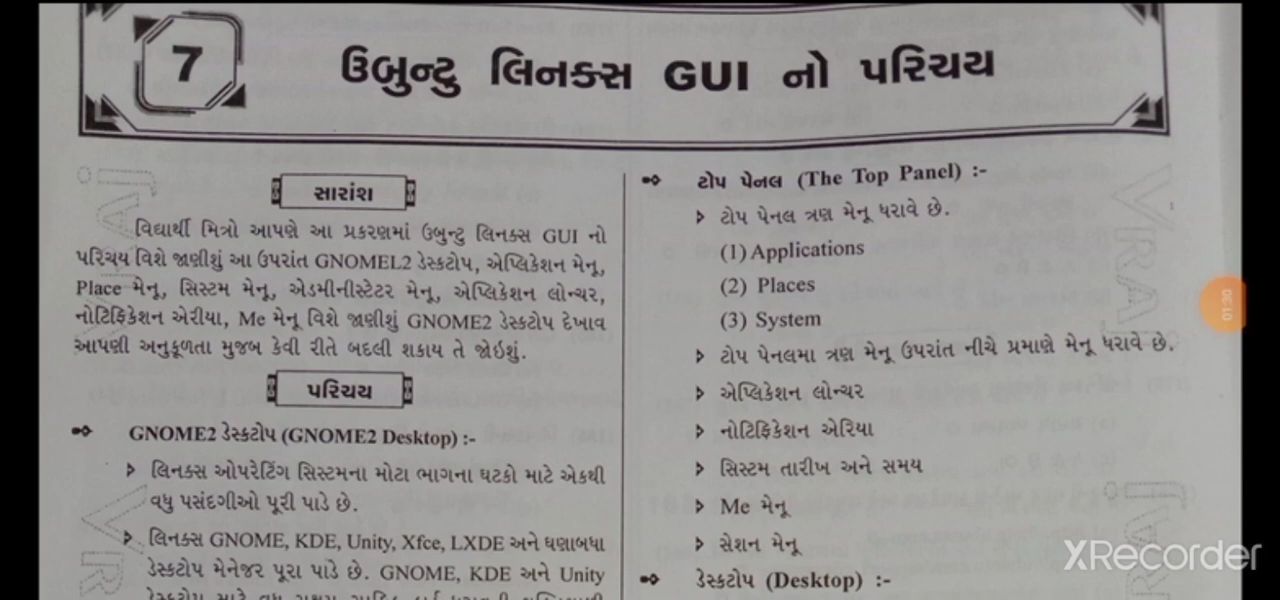 7
ઉબુન્ટુ લિનક્સ GUI નો પરિચય
સારાંશ
વિદ્યાર્થી મિત્રો આપણે આ પ્રકરણમાં ઉબુન્ટુ લિનક્સ GUI નો
પરિચય વિશે જાણીશું આ ઉપરાંત GNOMEL2 ડેસ્કટોપ, એપ્લિકેશન મેનૂ,
Place મેનૂ, સિસ્ટમ મેનૂ, એડમીનીસ્ટેટર મેનૂ, એપ્લિકેશન લોન્ચર,
નોટિફિકેશન એરીયા, Me મેનૂ વિશે જાણીશું GNOME2 ડેસ્કટોપ દેખાવ
આપણી અનુકૂળતા મુજબ કેવી રીતે બદલી શકાય તે જોઇશું.
પરિચય
GNOME2 ડેસ્કટોપ (GNOME2 Desktop) :-
લિનક્સ ઓપરેટિંગ સિસ્ટમના મોટા ભાગના ઘટકો માટે એકથી
વધુ પસંદગીઓ પૂરી પાડે છે.
લિનક્સ GNOME, KDE, Unity, Xfce, LXDE અને ઘણાબધા
ડેસ્કટોપ મેનેજર પૂરા પાડે છે. GNOME, KDE અને Unity
ટોપ પેનલ (The Top Panel) :-
ટોપ પેનલ ત્રણ મેનૂ ધરાવે છે.
(1) Applications
(2) Places
(3) System
ટોપ પેનલમા ત્રણ મેનૂ ઉપરાંત નીચે પ્રમાણે મેનૂ ધરાવે છે.
એપ્લિકેશન લોન્ચર
નોટિફિકેશન એરિયા
સિસ્ટમ તારીખ અને સમય
Me મેનૂ
સેશન મેનૂ
ડેસ્કટોપ (Desktop) :-
01:30
XRecorder